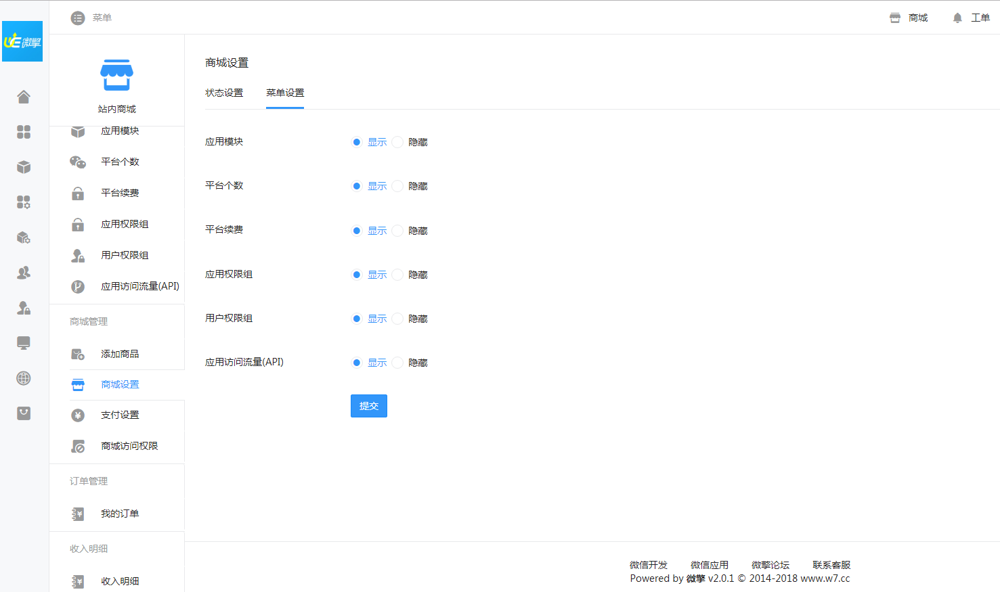 菜单
商城
工单
微擎
站内商城
应用模块
平台个数
平台续费
应用权限组
用户权限组
应用访问流量(API)
商城管理
添加商品
商城设置
支付设置
商城访问权限
订单管理
我的订单
收入明细
收入明细
商城设置
状态设置 菜单设置
应用模块 显示 隐藏
平台个数 显示 隐藏
平台续费 显示 隐藏
应用权限组 显示 隐藏
用户权限组 显示 隐藏
应用访问流量(API) 显示 隐藏
提交
微信开发 微信应用 微擎论坛 联系客服
Powered by 微擎 v2.0.1 © 2014-2018 www.w7.cc